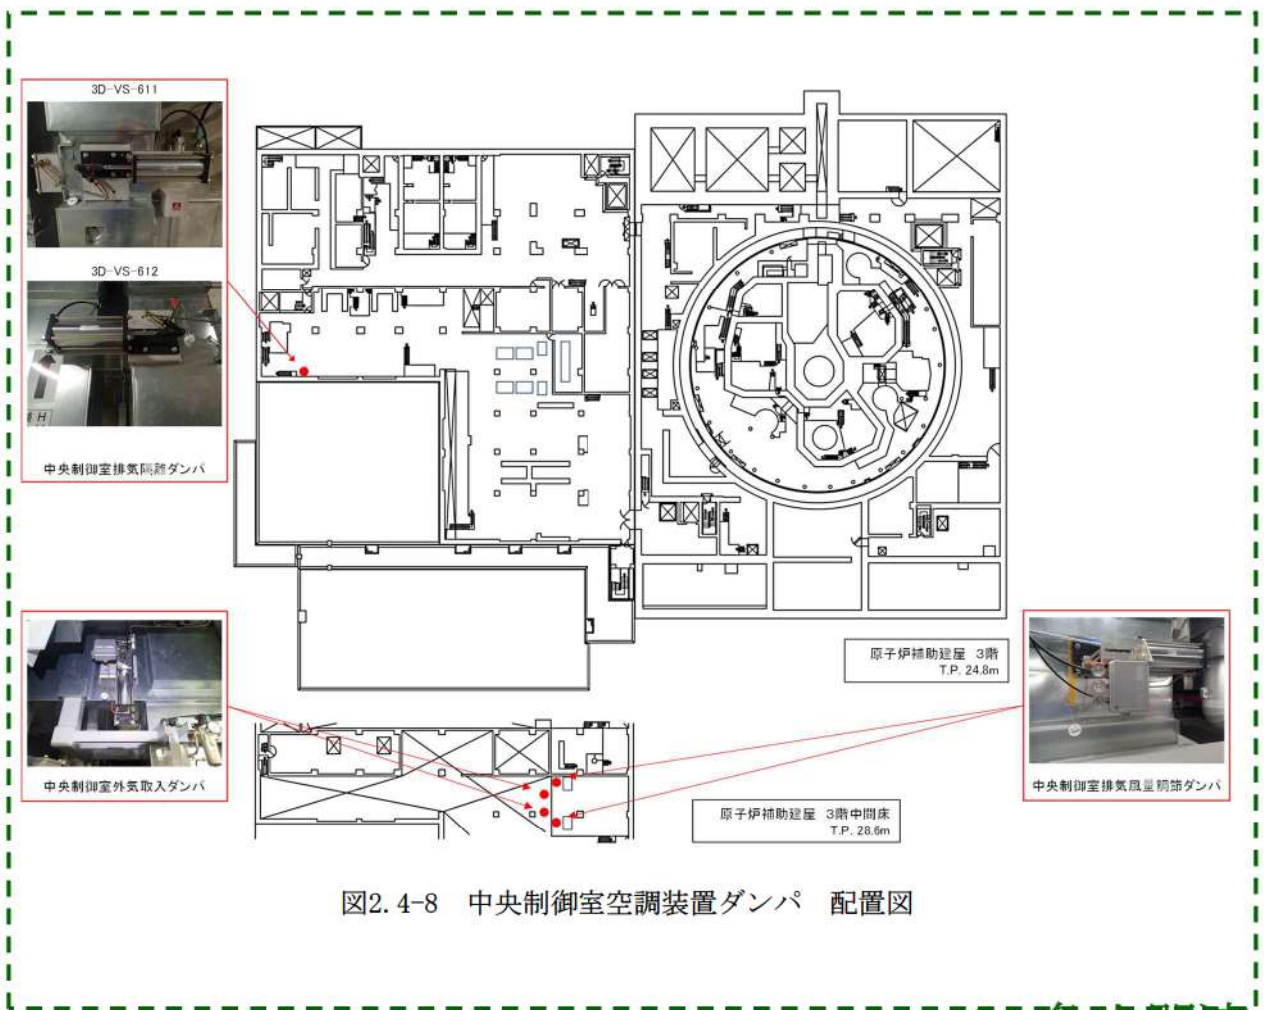 3D-VS-611
3D-VS-612
中央制御室排気隔離ダンパ
中央制御室外気取入ダンパ
原子炉補助建屋 3階
T.P. 24.8m
中央制御室排気風量調節ダンパ
原子炉補助建屋 3階中間床
T.P. 28.6m
図2.4-8 中央制御室空調装置ダンパ 配置図